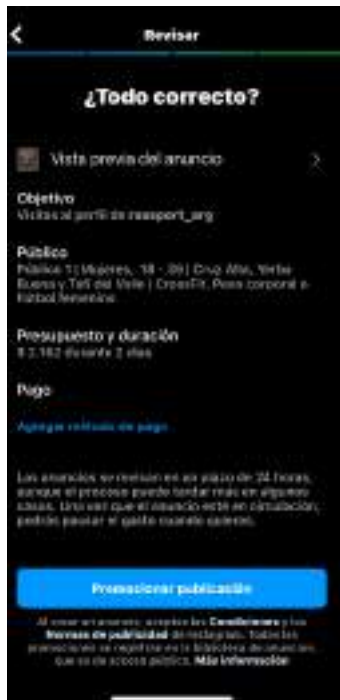 Revisar
¿Todo correcto?
Vista previa del anuncio
Objetivo
Visitas al perfil de
Público
Público 1 | Mujeres, 18 - 39 | Cruz Alta, Yerba
Buena y Tafí del Valle | CrossFit, Peso corporal o
fútbol femenino
Presupuesto y duración
durante 2 días
Pago
Agregar método de pago
Los anuncios se revisan en un plazo de 24 horas,
aunque el proceso puede tardar más en algunos
casos. Una vez que el anuncio esté en circulación,
podrás pausar el gasto cuando quieras.
Promocionar publicación
Al crear un anuncio, aceptas las Condiciones y las
Normas de publicidad de Instagram. Todas las
promociones se registran en la biblioteca de anuncios,
que es de acceso público. Más información